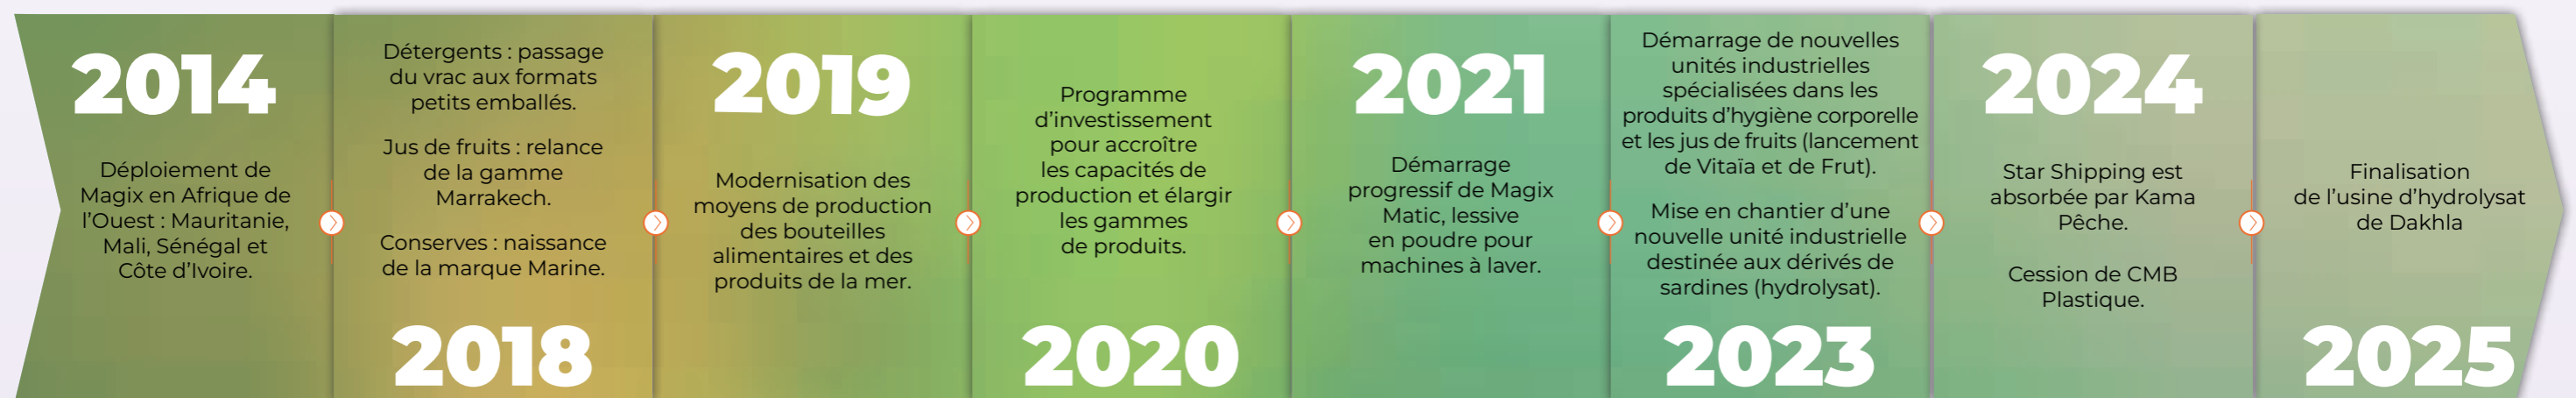 2014
Déploiement de
Magix en Afrique de
l'Ouest : Mauritanie,
Mali, Sénégal et
Côte d'Ivoire.
Détergents : passage
du vrac aux formats
petits emballés.
Jus de fruits : relance
de la gamme
Marrakech.
Conserves : naissance
de la marque Marine.
2018
2019
Modernisation des
moyens de production
des bouteilles
alimentaires et des
produits de la mer.
Programme
d'investissement
pour accroître
les capacités de
production et élargir
les gammes
de produits.
2020
2021
Démarrage
progressif de Magix
Matic, lessive
en poudre pour
machines à laver.
Démarrage de nouvelles
unités industrielles
spécialisées dans les
produits d'hygiène corporelle
et les jus de fruits (lancement
de Vitaïa et de Frut).
Mise en chantier d'une
nouvelle unité industrielle
destinée aux dérivés de
sardines (hydrolysat).
2023
2024
Star Shipping est
absorbée par Kama
Pêche.
Cession de CMB
Plastique.
Finalisation
de l'usine d'hydrolysat
de Dakhla
2025